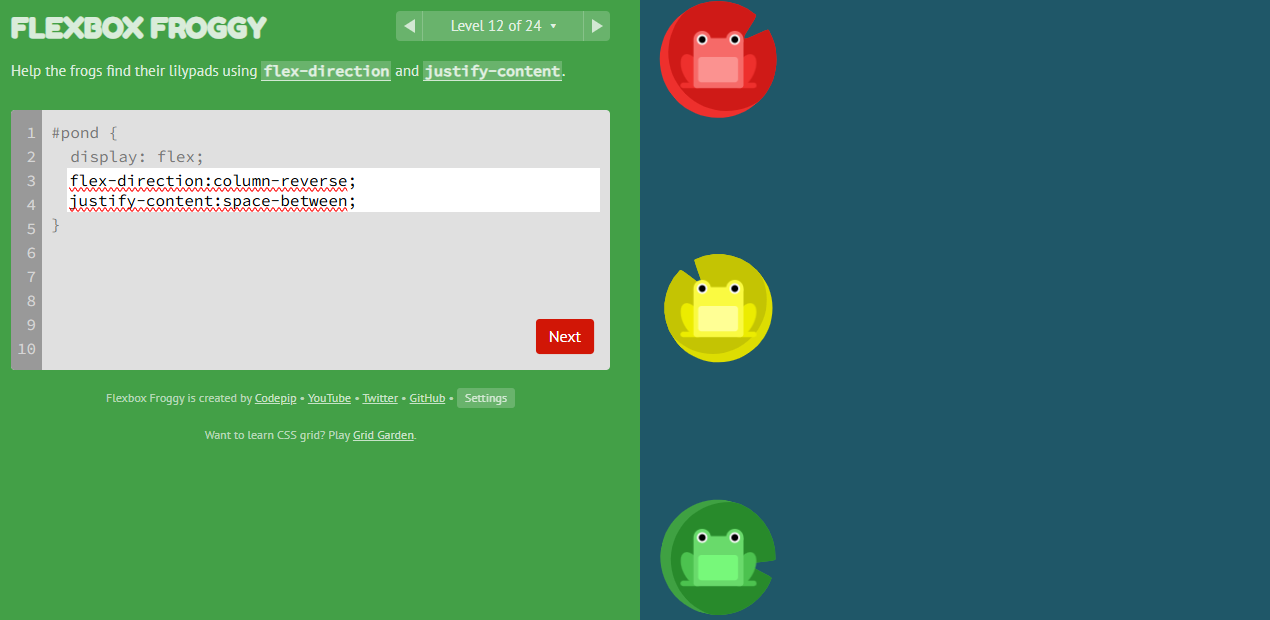 FLEXBOX FROGGY
Level 12 of 24
Help the frogs find their lilypads using flex-direction and justify-content.
1 #pond {
2 display: flex;
3 flex-direction:column-reverse;
4 justify-content:space-between;
5 }
6
7
8
9
10
Next
Flexbox Froggy is created by Codepip • YouTube • Twitter • GitHub • Settings
Want to learn CSS grid? Play Grid Garden.